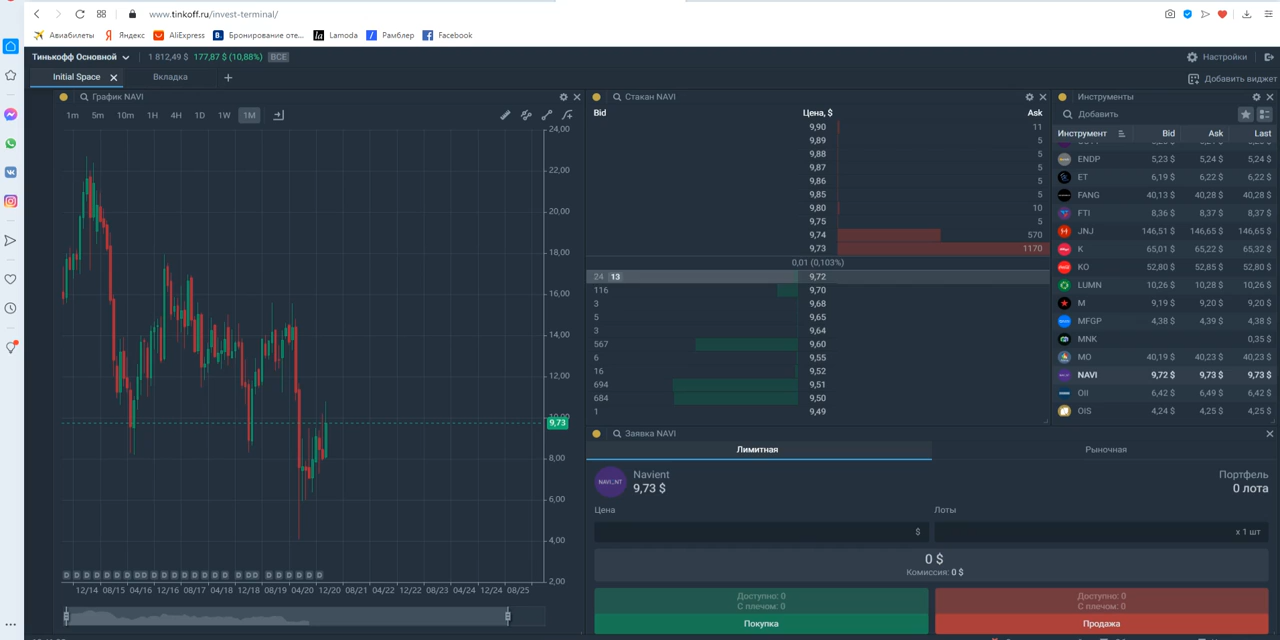 www.tinkoff.ru/invest-terminal/
Авиабилеты Яндекс AliExpress Бронирование оте... Lamoda Рамблер Facebook
Тинькофф Основной 1 812,49 $ 177,87 $ (10,88%) ВСЕ
Настройки
Initial Space Вкладка
Добавить виджет
График NAVI
1m 5m 10m 1H 4H 1D 1W 1M
24,00
22,00
20,00
18,00
16,00
14,00
12,00
10,00
9,73
8,00
6,00
4,00
2,00
D D D D D D D D D D D D D D D D D D D D D D D D D D
12/14 08/15 04/16 12/16 08/17 04/18 12/18 08/19 04/20 12/20 08/21 04/22 12/22 08/23 04/24 12/24 08/25
Стакан NAVI
Bid Цена, $ Ask
9,90 11
9,89 5
9,88 5
9,87 5
9,86 5
9,85 5
9,80 10
9,75 5
9,74 570
9,73 1170
0,01 (0,103%)
24 13 9,72
116 9,70
3 9,68
5 9,65
3 9,64
567 9,60
6 9,55
16 9,52
694 9,51
684 9,50
1 9,49
Инструменты
Добавить
Инструмент Bid Ask Last
ENDP 5,23 $ 5,24 $ 5,24 $
ET 6,19 $ 6,22 $ 6,22 $
FANG 40,13 $ 40,28 $ 40,28 $
FTI 8,36 $ 8,37 $ 8,37 $
JNJ 146,51 $ 146,65 $ 146,65 $
K 65,01 $ 65,22 $ 65,32 $
KO 52,80 $ 52,85 $ 52,80 $
LUMN 10,26 $ 10,28 $ 10,26 $
M 9,19 $ 9,20 $ 9,20 $
MFGP 4,38 $ 4,39 $ 4,38 $
MNK 0,35 $
MO 40,19 $ 40,23 $ 40,23 $
NAVI 9,72 $ 9,73 $ 9,73 $
OII 6,42 $ 6,49 $ 6,42 $
OIS 4,24 $ 4,25 $ 4,25 $
Заявка NAVI
Лимитная Рыночная
NAVIENT
Navient
9,73 $
Портфель
0 лота
Цена Лоты
$ x 1 шт
0 $
Комиссия: 0 $
Доступно: 0
С плечом: 0
Покупка
Доступно: 0
С плечом: 0
Продажа